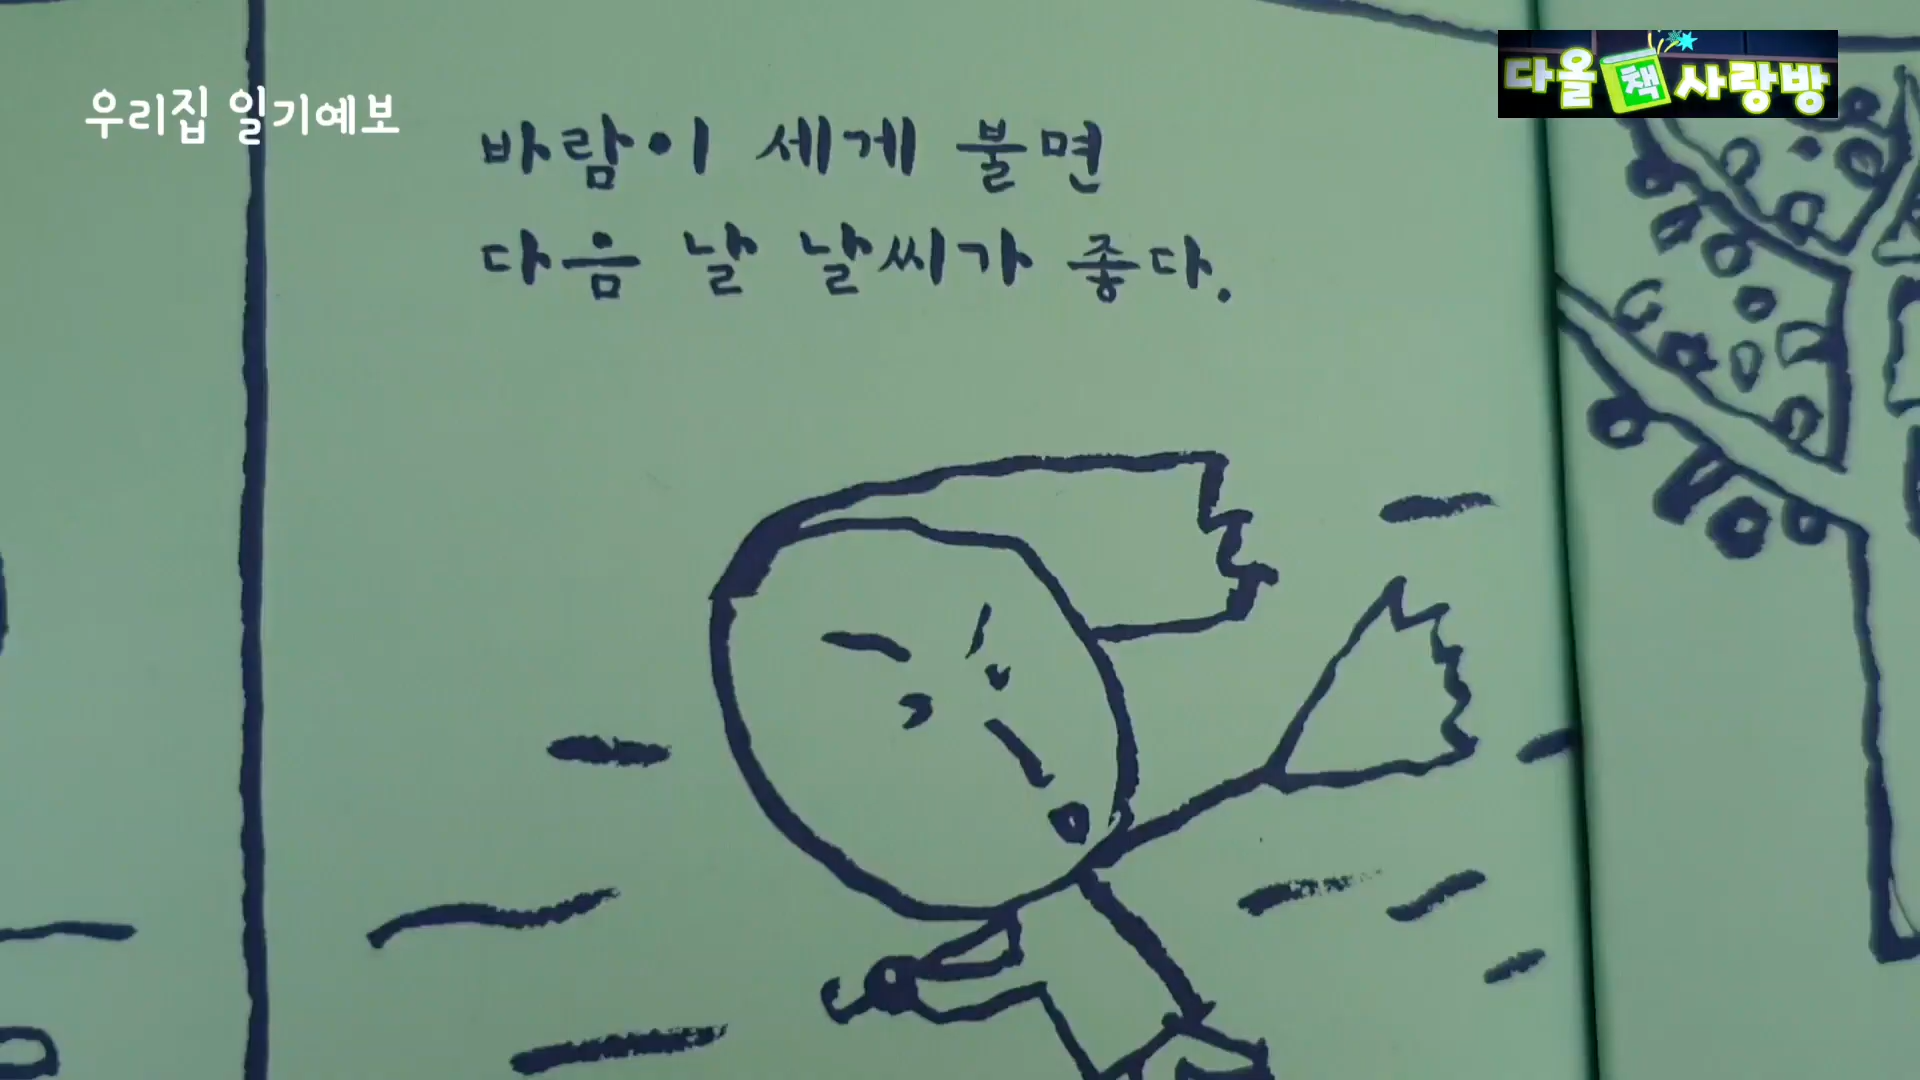 우리집 일기예보
다올 책 사랑방
바람이 세게 불면
다음 날 날씨가 좋다.